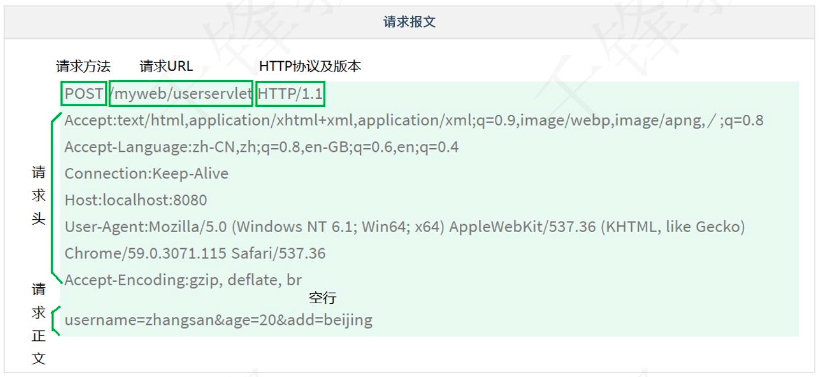 请求报文
请求方法 请求URL HTTP协议及版本
POST /myweb/userservlet HTTP/1.1
Accept:text/html,application/xhtml+xml,application/xml;q=0.9,image/webp,image/apng, / ;q=0.8
Accept-Language:zh-CN,zh;q=0.8,en-GB;q=0.6,en;q=0.4
Connection:Keep-Alive
Host:localhost:8080
User-Agent:Mozilla/5.0 (Windows NT 6.1; Win64; x64) AppleWebKit/537.36 (KHTML, like Gecko)
Chrome/59.0.3071.115 Safari/537.36
Accept-Encoding:gzip, deflate, br
请求头
空行
username=zhangsan&age=20&add=beijing
请求正文